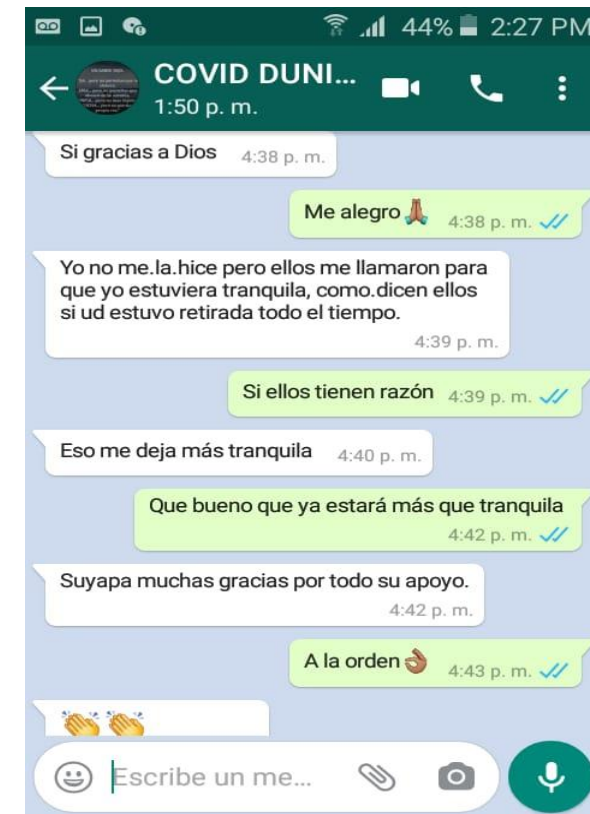 44% 2:27 PM
COVID DUNI...
1:50 p. m.
Si gracias a Dios 4:38 p. m.
Me alegro🙏🏽 4:38 p. m.
Yo no me.la.hice pero ellos me llamaron para
que yo estuviera tranquila, como.dicen ellos
si ud estuvo retirada todo el tiempo.
4:39 p. m.
Si ellos tienen razón 4:39 p. m.
Eso me deja más tranquila 4:40 p. m.
Que bueno que ya estará más que tranquila
4:42 p. m.
Suyapa muchas gracias por todo su apoyo.
4:42 p. m.
A la orden👌🏽 4:43 p. m.
👏👏
Escribe un me...